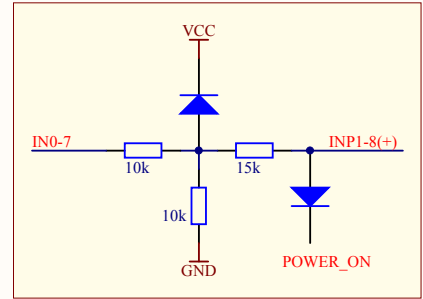 VCC
IN0-7
INP1-8(+)
10k
15k
10k
GND
POWER_ON